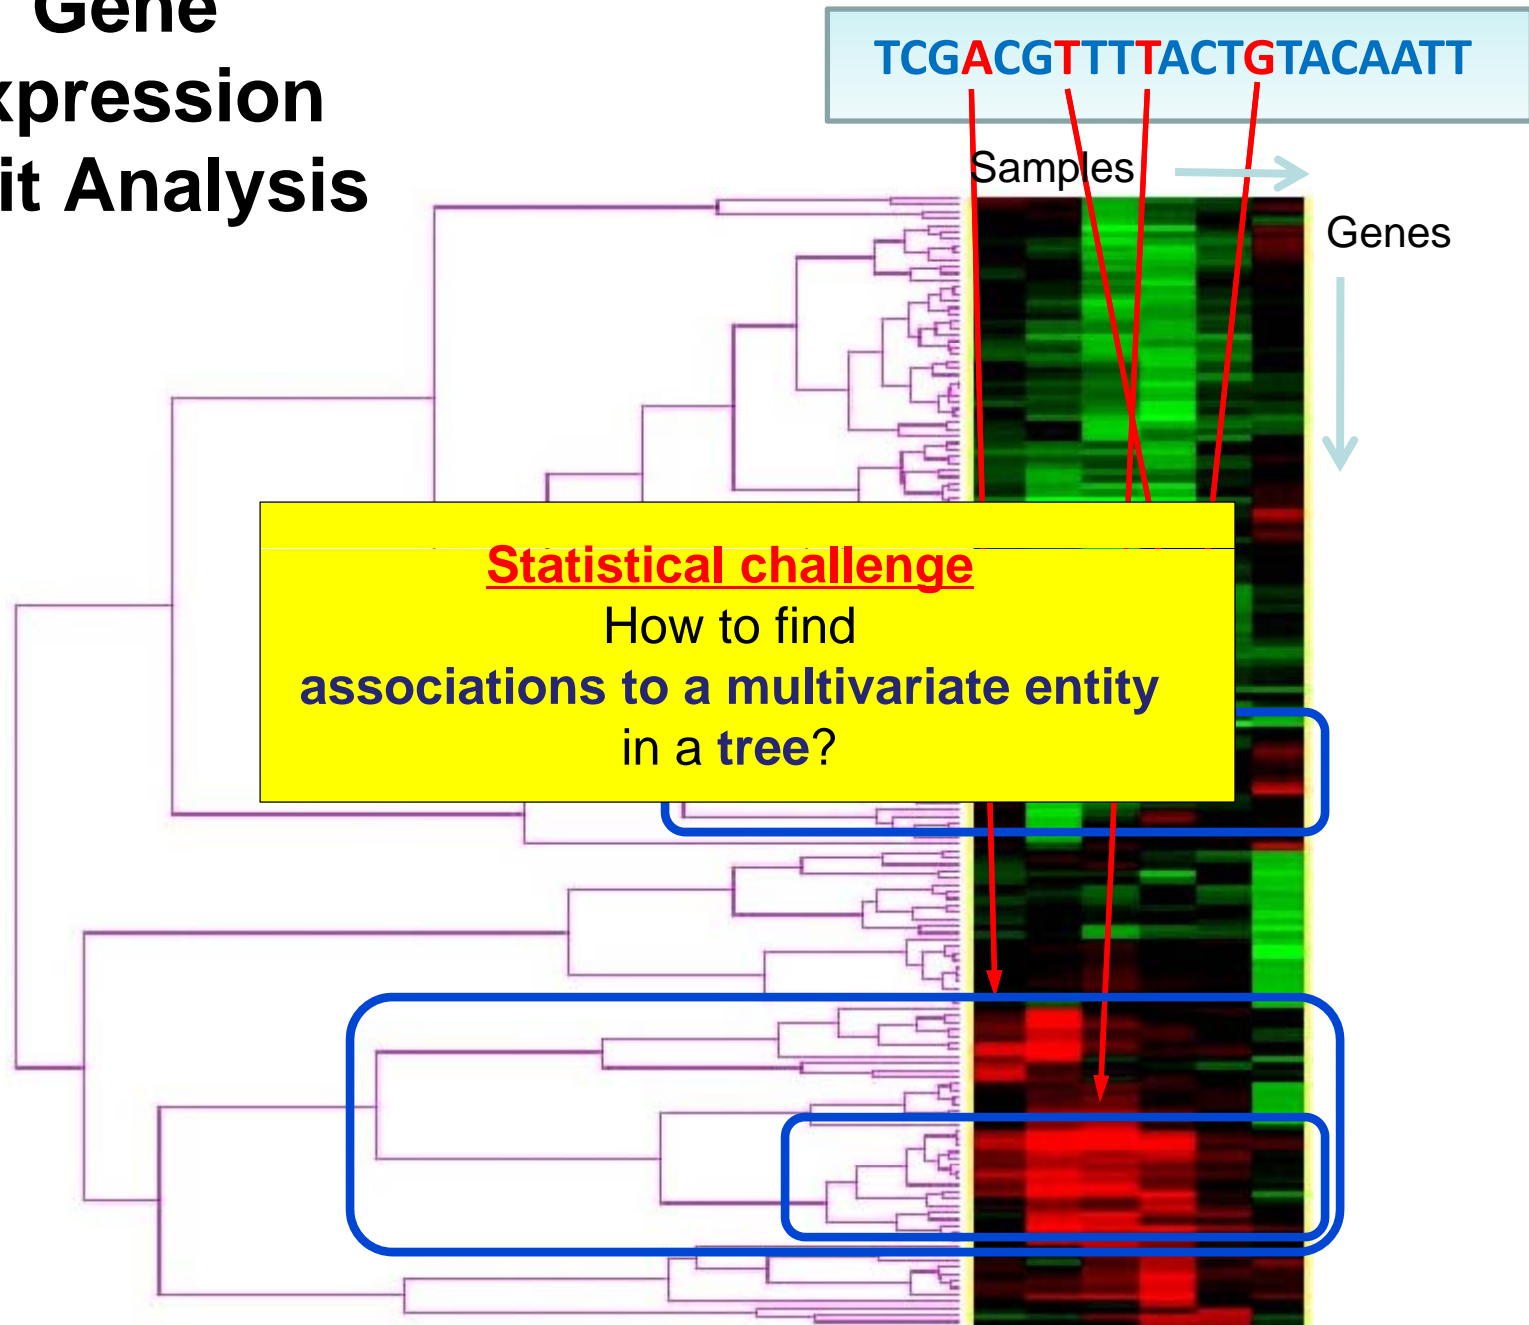 Gene
xpression
it Analysis
TCGACGTTTTACTGTACAATT
Samples
Genes
Statistical challenge
How to find
associations to a multivariate entity
in a tree?